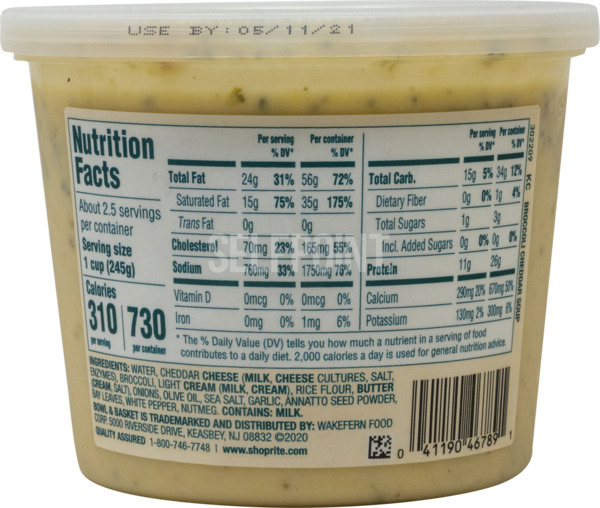 USE BY: 05/11/21
Nutrition
Facts
About 2.5 servings
per container
Serving size
1 cup (245g)
Calories
310 730
per serving per container
Per serving Per container
% DV* % DV*
Total Fat 24g 31% 56g 72%
Saturated Fat 15g 75% 35g 175%
Trans Fat 0g 0g
Cholesterol 70mg 23% 165mg 55%
Sodium 760mg 33% 1750mg 76%
Vitamin D 0mcg 0% 0mcg 0%
Iron 0mg 0% 1mg 6%
Per serving Per container
% DV* % DV*
Total Carb. 15g 5% 34g 12%
Dietary Fiber 0g 0% 1g 4%
Total Sugars 1g 3g
Incl. Added Sugars 0g 0% 0g 0%
Protein 11g 26g
Calcium 290mg 20% 670mg 50%
Potassium 130mg 2% 300mg 6%
* The % Daily Value (DV) tells you how much a nutrient in a serving of food
contributes to a daily diet. 2,000 calories a day is used for general nutrition advice.
SELFPOINT
3D2209 KC BROCCOLI CHEDDAR SOUP
INGREDIENTS: WATER, CHEDDAR CHEESE (MILK, CHEESE CULTURES, SALT,
ENZYMES), BROCCOLI, LIGHT CREAM (MILK, CREAM), RICE FLOUR, BUTTER
(CREAM, SALT), ONIONS, OLIVE OIL, SEA SALT, GARLIC, ANNATTO SEED POWDER,
BAY LEAVES, WHITE PEPPER, NUTMEG. CONTAINS: MILK.
BOWL & BASKET IS TRADEMARKED AND DISTRIBUTED BY: WAKEFERN FOOD
CORP. 5000 RIVERSIDE DRIVE, KEASBEY, NJ 08832 ©2020
QUALITY ASSURED 1-800-746-7748 | www.shoprite.com
0 41190 46789 1